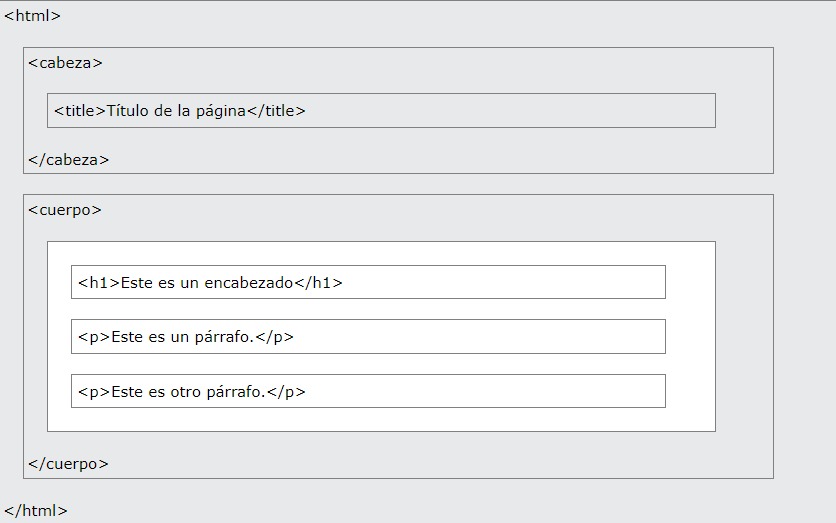 <html>
<cabeza>
<title>Título de la página</title>
</cabeza>
<cuerpo>
<h1>Este es un encabezado</h1>
<p>Este es un párrafo.</p>
<p>Este es otro párrafo.</p>
</cuerpo>
</html>